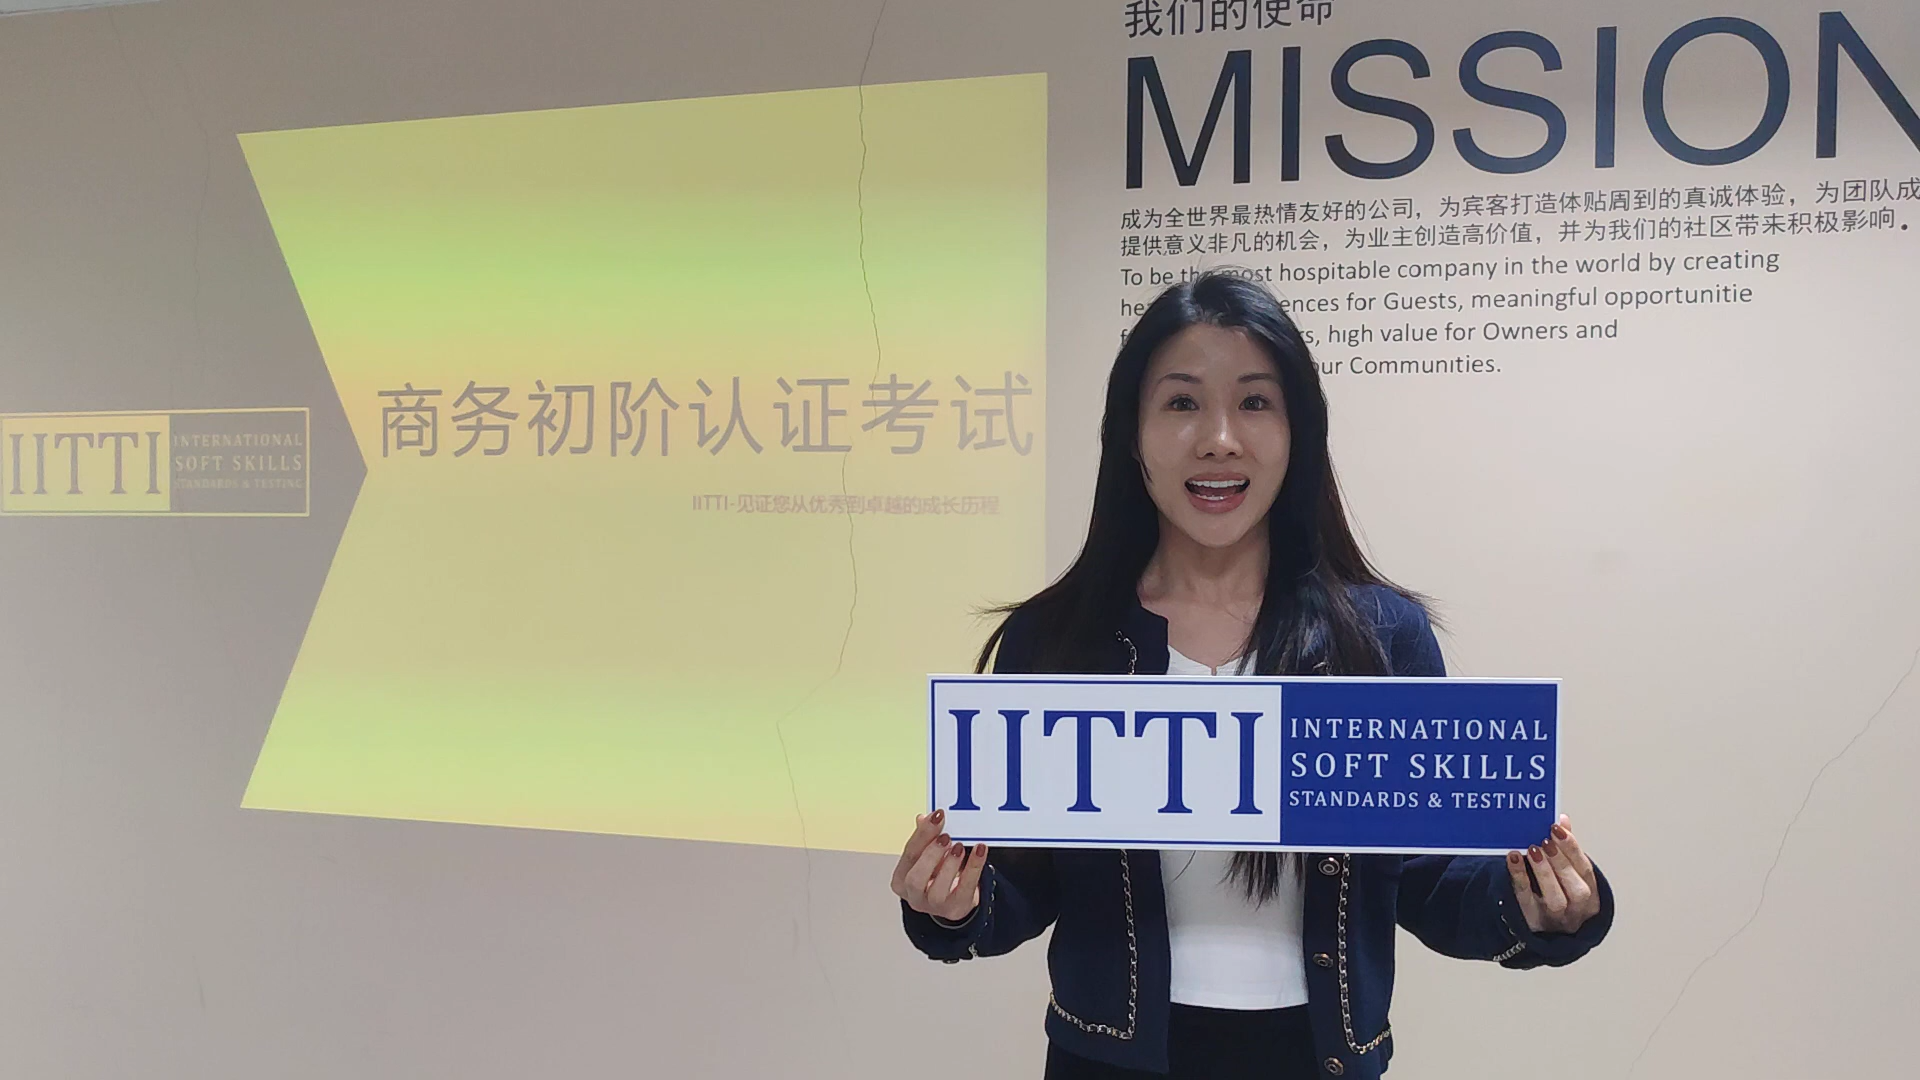 IITTI
INTERNATIONAL
SOFT SKILLS
STANDARDS & TESTING
商务初阶认证考试
IITTI-见证您从优秀到卓越的成长历程
我们的使命
MISSION
成为全世界最热情友好的公司，为宾客打造体贴周到的真诚体验，为团队成
提供意义非凡的机会，为业主创造高价值，并为我们的社区带来积极影响。
To be the most hospitable company in the world by creating
for Guests, meaningful opportunitie
high value for Owners and
Communities.
IITTI
INTERNATIONAL
SOFT SKILLS
STANDARDS & TESTING